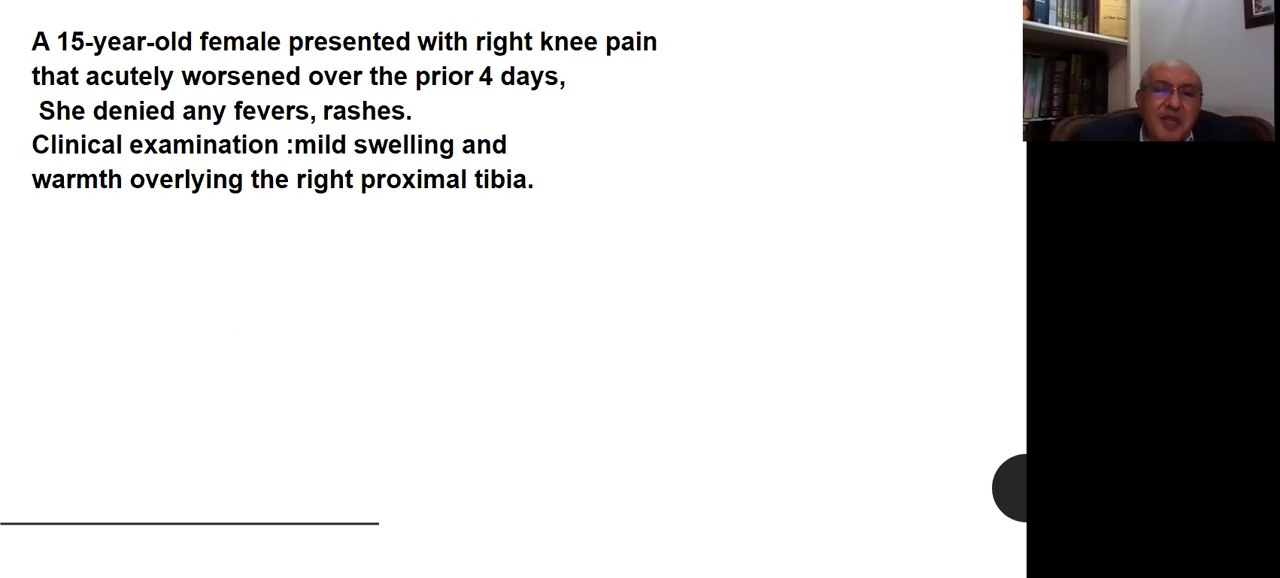 A 15-year-old female presented with right knee pain
that acutely worsened over the prior 4 days,
She denied any fevers, rashes.
Clinical examination :mild swelling and
warmth overlying the right proximal tibia.